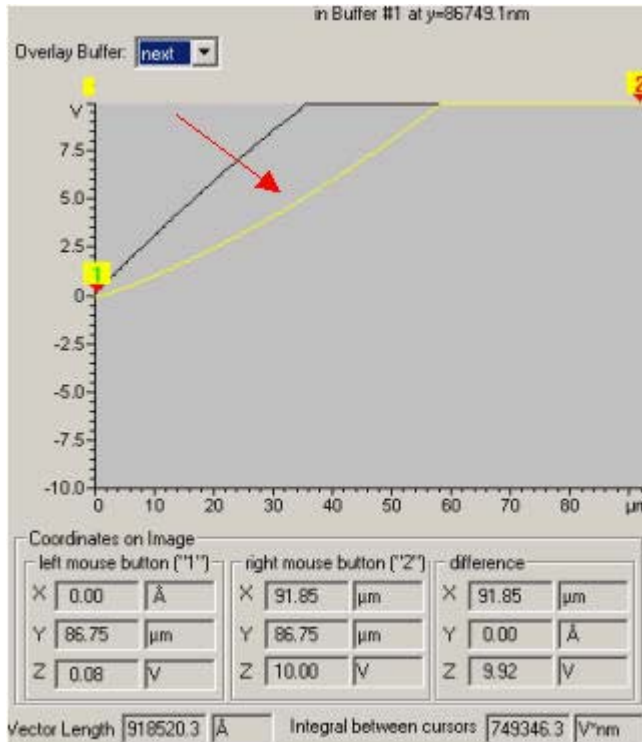 in Buffer #1 at y=86749.1nm
Overlay Buffer: next
2
V
7.5
5.0
2.5
1
0
-2.5
-5.0
-7.5
-10.0
0 10 20 30 40 50 60 70 80 µm
Coordinates on Image
left mouse button ("1") right mouse button ("2") difference
X 0.00 Å X 91.85 µm X 91.85 µm
Y 86.75 µm Y 86.75 µm Y 0.00 Å
Z 0.08 V Z 10.00 V Z 9.92 V
Vector Length 918520.3 Å Integral between cursors 749346.3 V*nm